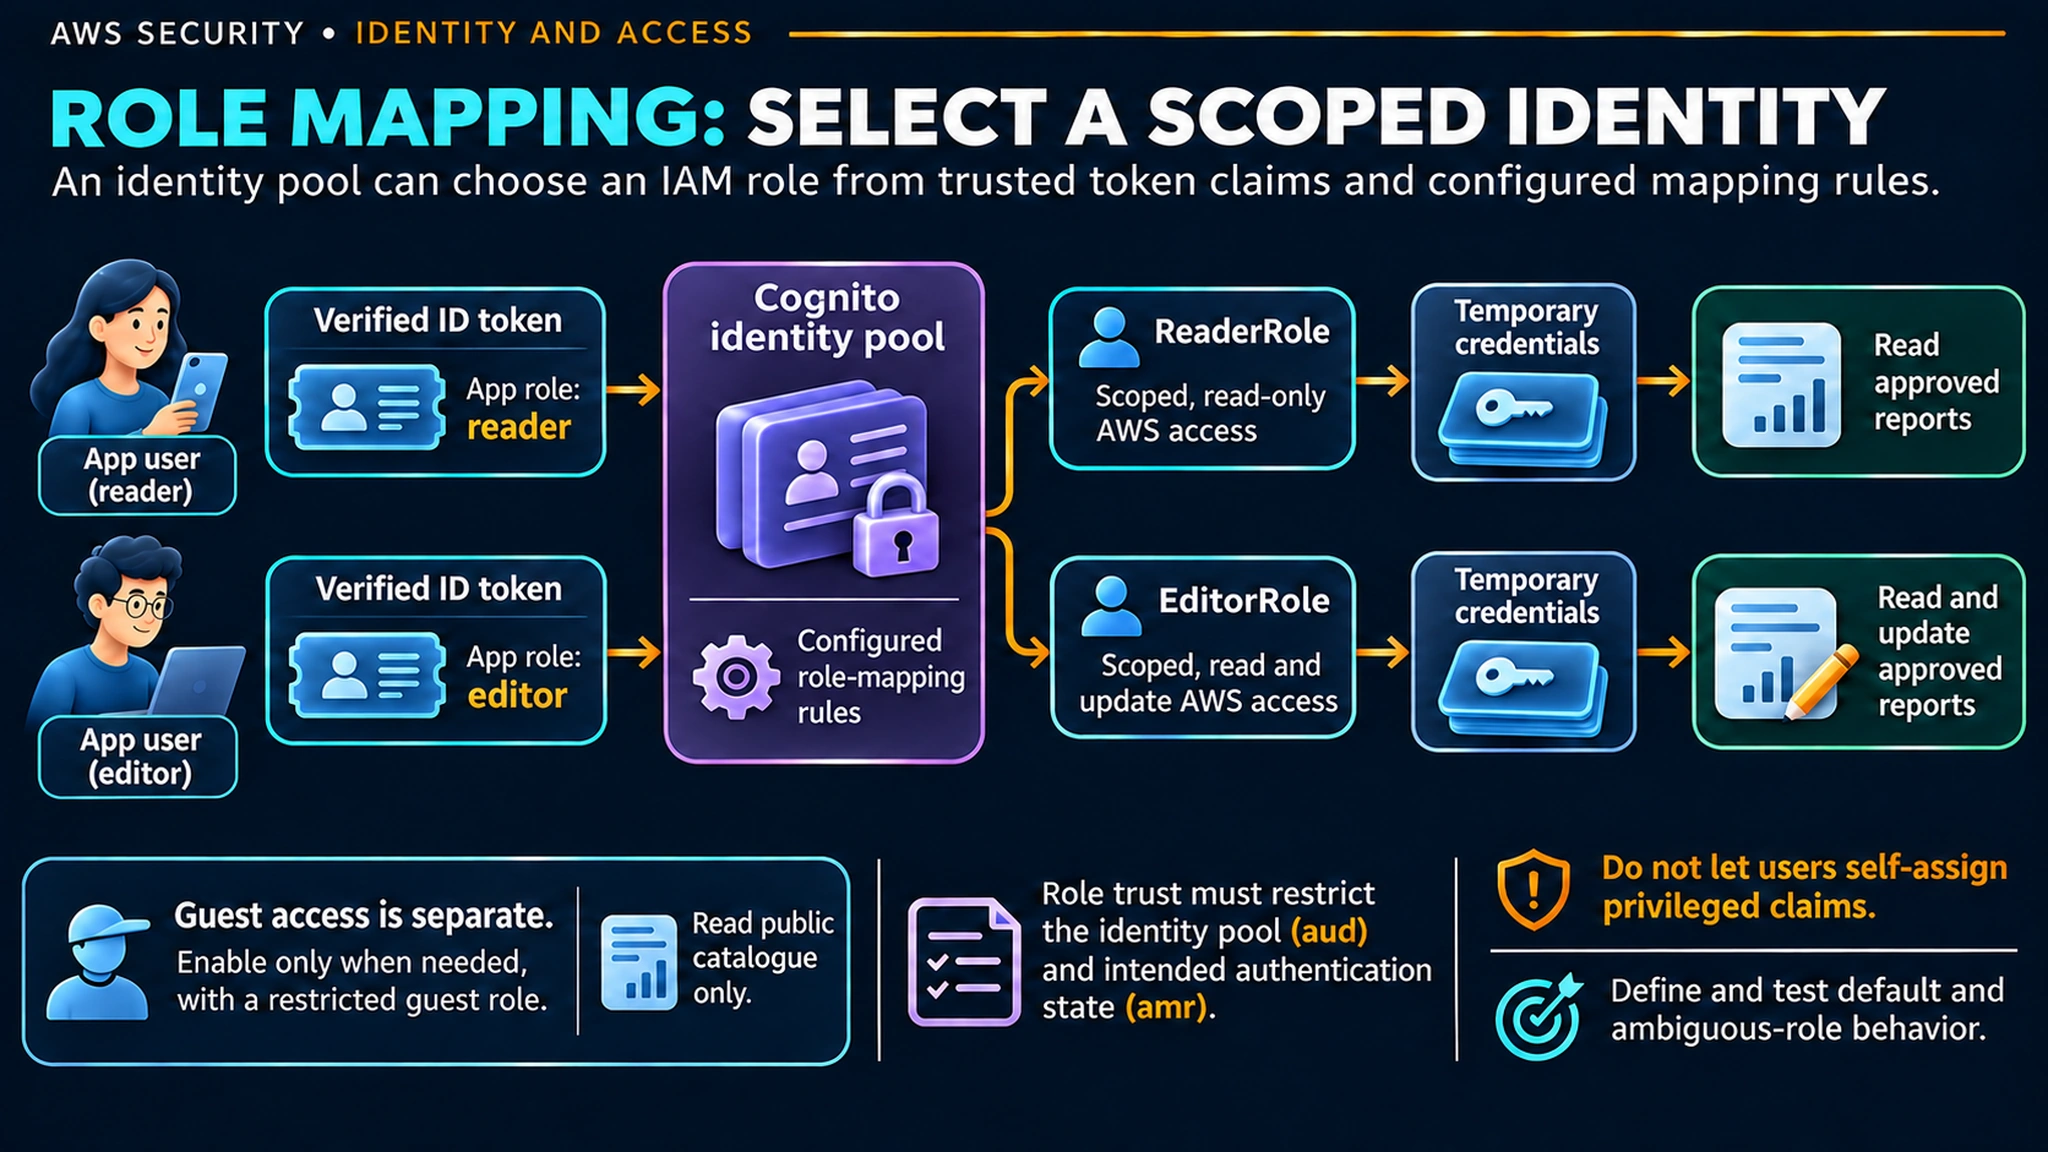 AWS SECURITY • IDENTITY AND ACCESS
ROLE MAPPING: SELECT A SCOPED IDENTITY
An identity pool can choose an IAM role from trusted token claims and configured mapping rules.
App user
(reader)
Verified ID token
App role:
reader
App user
(editor)
Verified ID token
App role:
editor
Cognito
identity pool
Configured
role-mapping
rules
ReaderRole
Scoped, read-only
AWS access
Temporary
credentials
Read
approved
reports
EditorRole
Scoped, read and
update AWS access
Temporary
credentials
Read and
update
approved
reports
Guest access is separate.
Enable only when needed,
with a restricted guest role.
Read public
catalogue
only.
Role trust must restrict
the identity pool (aud)
and intended authentication
state (amr).
Do not let users self-assign
privileged claims.
Define and test default and
ambiguous-role behavior.